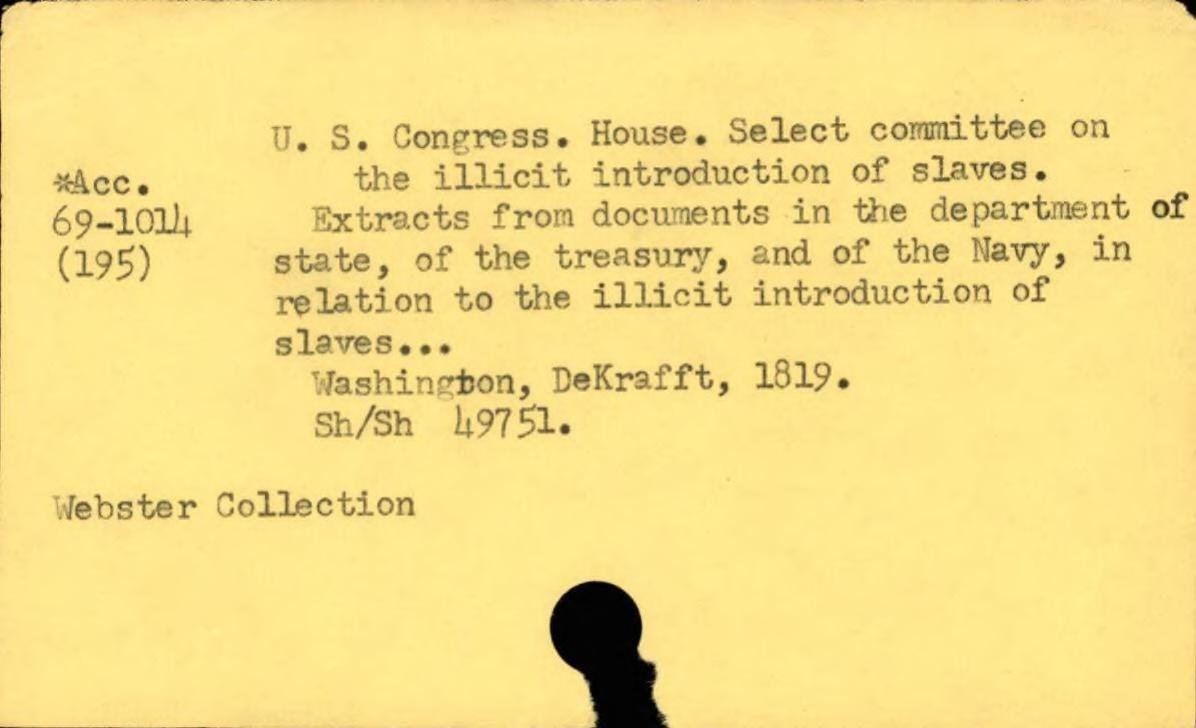 U. S. Congress. House. Select committee on
the illicit introduction of slaves.
*Acc.
69-1014
(195)
Extracts from documents in the department of
state, of the treasury, and of the Navy, in
relation to the illicit introduction of
slaves...
Washington, DeKrafft, 1819.
Sh/Sh 49751.
Webster Collection